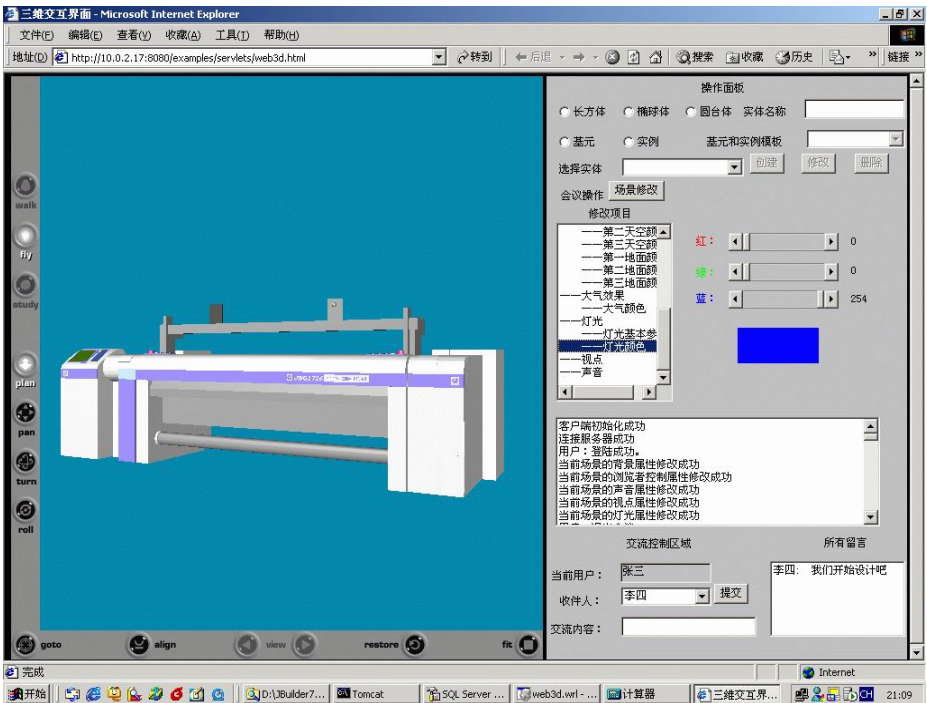 三维交互界面 - Microsoft Internet Explorer
文件(F) 编辑(E) 查看(V) 收藏(A) 工具(T) 帮助(H)
地址(D) http://10.0.2.17:8080/examples/servlets/web3d.html 转到 后退 搜索 收藏 历史 链接
操作面板
长方体 椭球体 圆台体 实体名称
基元 实例 基元和实例模板
选择实体 创建 修改 删除
会议操作 场景修改
修改项目
——第二天空颜
——第三天空颜
——第一地面颜
——第二地面颜
——第三地面颜
——大气效果
——大气颜色
——灯光
——灯光基本参
——灯光颜色
——视点
——声音
红: 0
绿: 0
蓝: 254
walk
fly
study
plan
pan
turn
roll
JWG1726
客户端初始化成功
连接服务器成功
用户:登陆成功。
当前场景的背景属性修改成功
当前场景的浏览者控制属性修改成功
当前场景的声音属性修改成功
当前场景的视点属性修改成功
当前场景的灯光属性修改成功
交流控制区域 所有留言
当前用户: 张三
收件人: 李四 提交
交流内容:
李四: 我们开始设计吧
goto align view restore fit
完成 Internet
开始 D:\JBuilder7... Tomcat SQL Server ... web3d.wrl - ... 计算器 三维交互界... CH 21:09